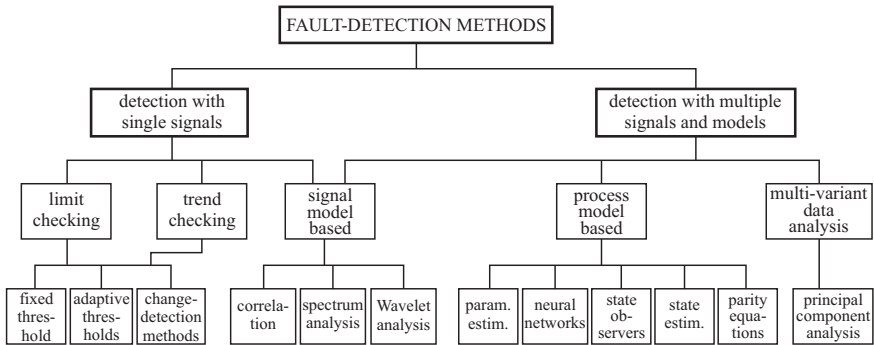 FAULT-DETECTION METHODS
detection with
single signals
detection with multiple
signals and models
limit
checking
trend
checking
signal
model
based
process
model
based
multi-variant
data
analysis
fixed
thres-
hold
adaptive
thres-
holds
change-
detection
methods
correla-
tion
spectrum
analysis
Wavelet
analysis
param.
estim.
neural
networks
state
ob-
servers
state
estim.
parity
equa-
tions
principal
component
analysis